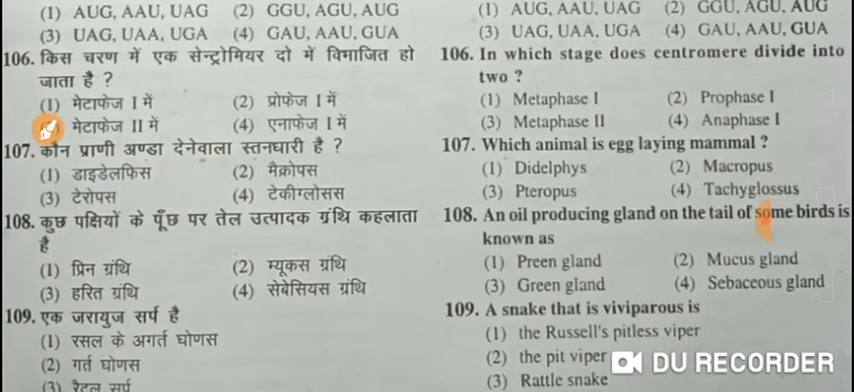 (1) AUG, AAU, UAG (2) GGU, AGU, AUG
(3) UAG, UAA, UGA (4) GAU, AAU, GUA
106. किस चरण में एक सेन्ट्रोमियर दो में विभाजित हो
जाता है ?
(1) मेटाफेज I में (2) प्रोफेज I में
मेटाफेज II में (4) एनाफेज I में
107. कौन प्राणी अण्डा देनेवाला स्तनधारी है ?
(1) डाइडेलफिस (2) मैक्रोपस
(3) टेरोपस (4) टेकीग्लोसस
108. कुछ पक्षियों के पूँछ पर तेल उत्पादक ग्रंथि कहलाता
है
(1) प्रिन ग्रंथि (2) म्यूकस ग्रंथि
(3) हरित ग्रंथि (4) सेबेसियस ग्रंथि
109. एक जरायुज सर्प है
(1) रसल के अगर्त घोणस
(2) गर्त घोणस
(3) रैटल सर्प
(1) AUG, AAU, UAG (2) GGU, AGU, AUG
(3) UAG, UAA, UGA (4) GAU, AAU, GUA
106. In which stage does centromere divide into
two ?
(1) Metaphase I (2) Prophase I
(3) Metaphase II (4) Anaphase I
107. Which animal is egg laying mammal ?
(1) Didelphys (2) Macropus
(3) Pteropus (4) Tachyglossus
108. An oil producing gland on the tail of some birds is
known as
(1) Preen gland (2) Mucus gland
(3) Green gland (4) Sebaceous gland
109. A snake that is viviparous is
(1) the Russell's pitless viper
(2) the pit viper
(3) Rattle snake
DU RECORDER